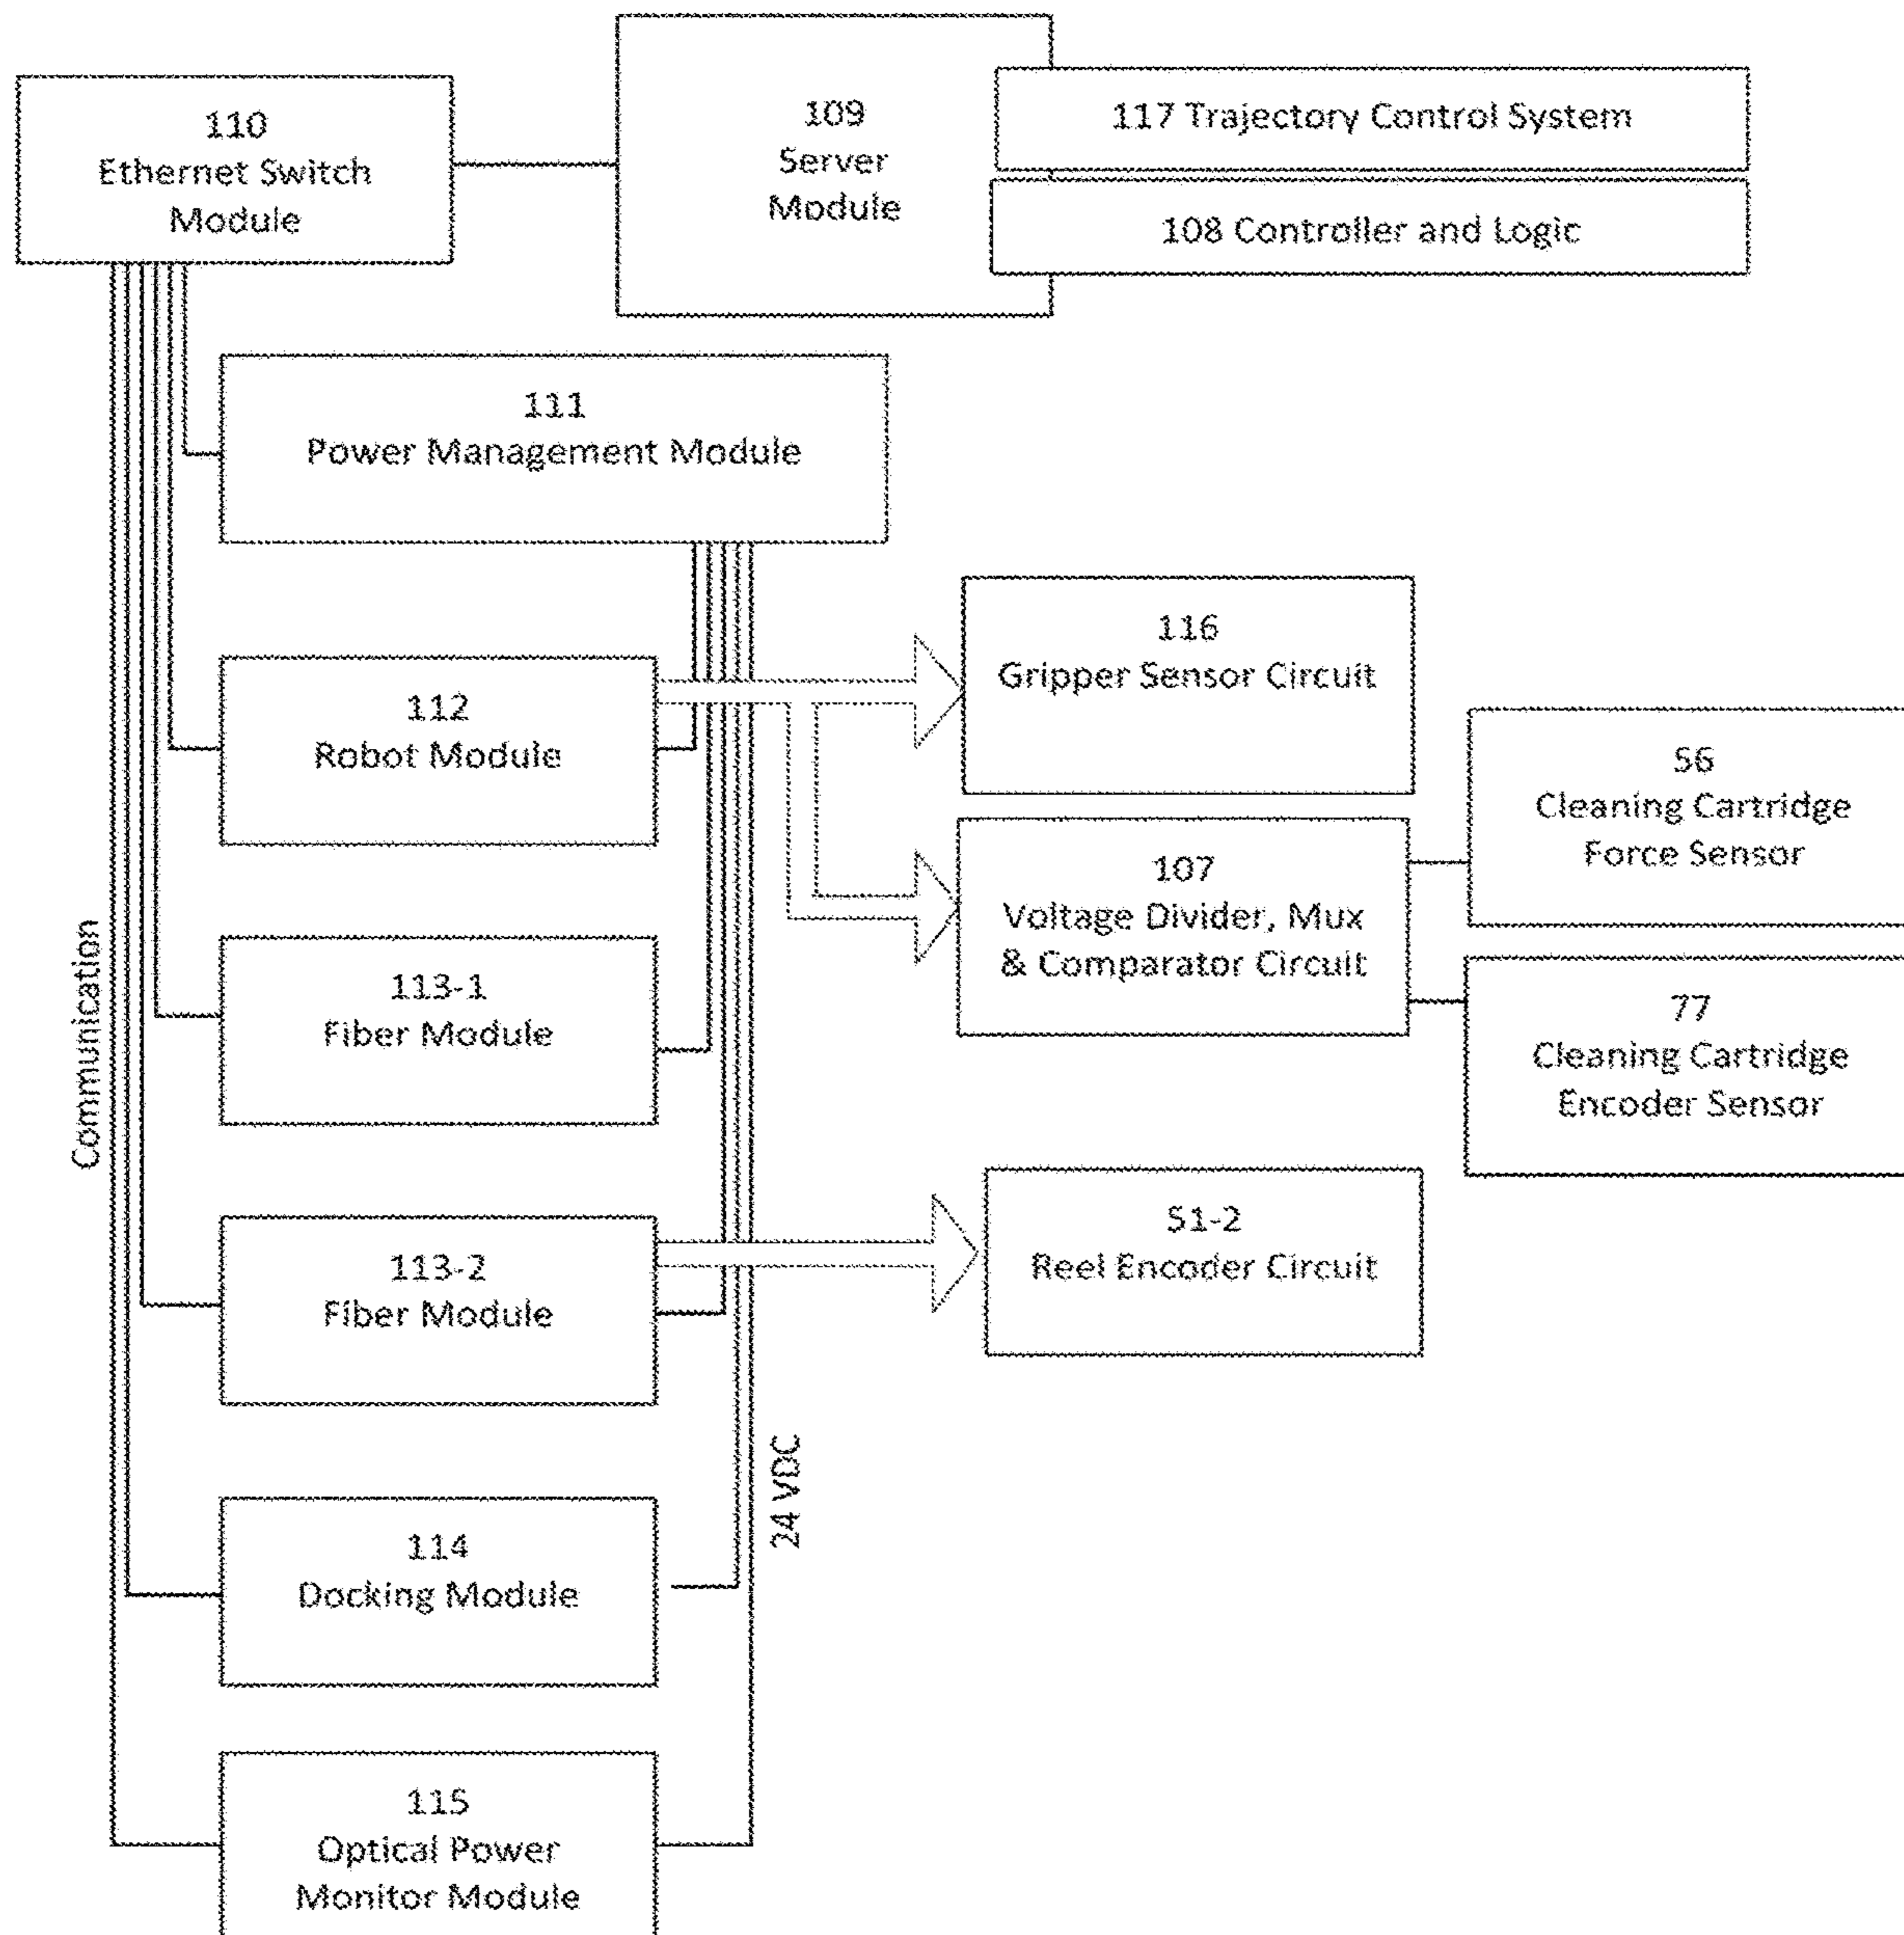 110
Ethernet Switch
Module
109
Server
Module
117 Trajectory Control System
108 Controller and Logic
111
Power Management Module
116
Gripper Sensor Circuit
112
Robot Module
56
Cleaning Cartridge
Force Sensor
107
Voltage Divider, Mux
& Comparator Circuit
113-1
Fiber Module
77
Cleaning Cartridge
Encoder Sensor
Communication
51-2
Reel Encoder Circuit
113-2
Fiber Module
24 VDC
114
Docking Module
115
Optical Power
Monitor Module